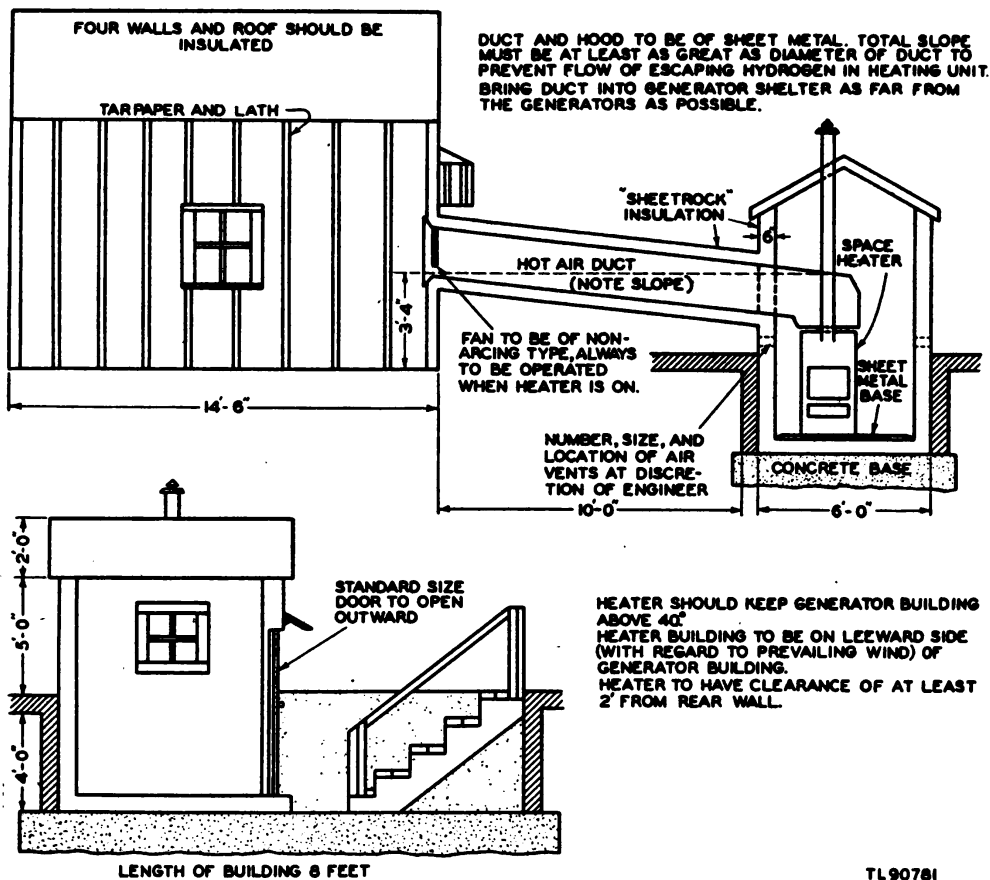 FOUR WALLS AND ROOF SHOULD BE
INSULATED
DUCT AND HOOD TO BE OF SHEET METAL. TOTAL SLOPE
MUST BE AT LEAST AS GREAT AS DIAMETER OF DUCT TO
PREVENT FLOW OF ESCAPING HYDROGEN IN HEATING UNIT.
BRING DUCT INTO GENERATOR SHELTER AS FAR FROM
THE GENERATORS AS POSSIBLE.
TARPAPER AND LATH
"SHEETROCK"
INSULATION
6"
SPACE
HEATER
HOT AIR DUCT
(NOTE SLOPE)
3'-4"
FAN TO BE OF NON-
ARCING TYPE, ALWAYS
TO BE OPERATED
WHEN HEATER IS ON.
SHEET
METAL
BASE
14'-6"
NUMBER, SIZE, AND
LOCATION OF AIR
VENTS AT DISCRE-
TION OF ENGINEER
CONCRETE BASE
10'-0"
6'-0"
2'-0"
5'-0"
4'-0"
STANDARD SIZE
DOOR TO OPEN
OUTWARD
HEATER SHOULD KEEP GENERATOR BUILDING
ABOVE 40°
HEATER BUILDING TO BE ON LEEWARD SIDE
(WITH REGARD TO PREVAILING WIND) OF
GENERATOR BUILDING.
HEATER TO HAVE CLEARANCE OF AT LEAST
2' FROM REAR WALL.
LENGTH OF BUILDING 8 FEET
TL90781